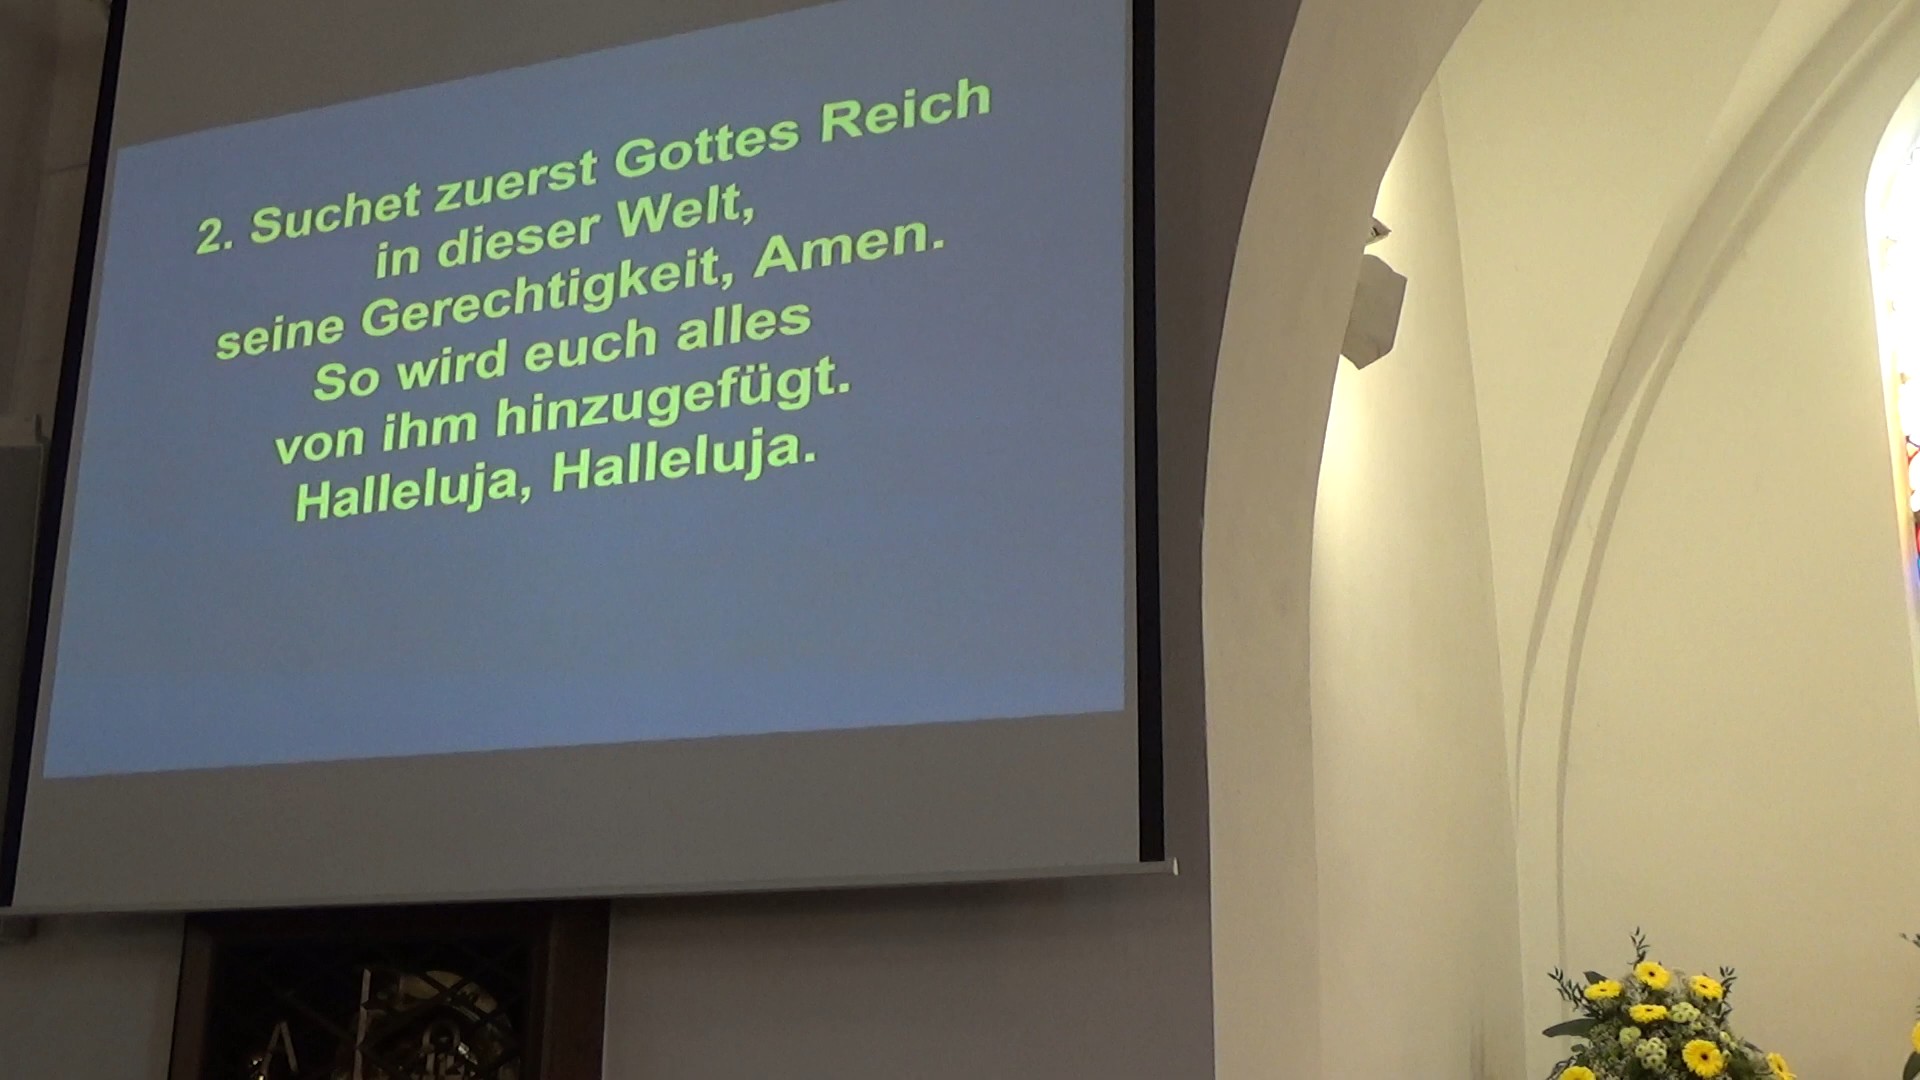 2. Suchet zuerst Gottes Reich
in dieser Welt,
seine Gerechtigkeit, Amen.
So wird euch alles
von ihm hinzugefügt.
Halleluja, Halleluja.